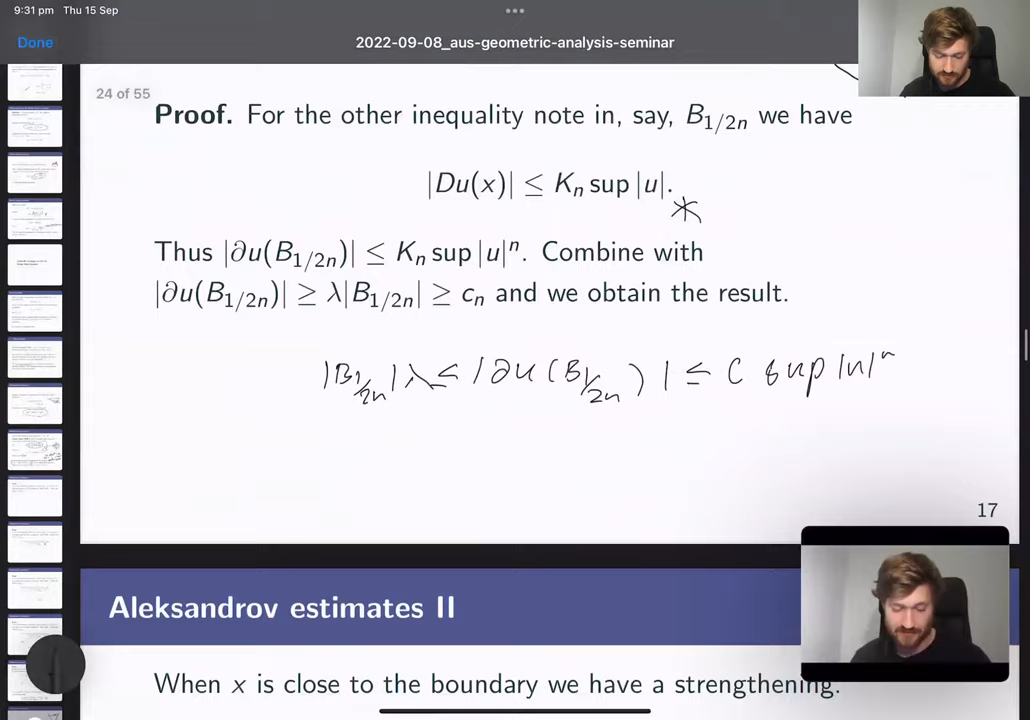 9:31 pm Thu 15 Sep
Done
2022-09-08_aus-geometric-analysis-seminar
24 of 55
Proof. For the other inequality note in, say, B_{1/2n} we have
|Du(x)| ≤ K_n sup |u|.
Thus |∂u(B_{1/2n})| ≤ K_n sup |u|^n. Combine with
|∂u(B_{1/2n})| ≥ λ|B_{1/2n}| ≥ c_n and we obtain the result.
|B_{1/2n}| λ ≤ |∂u(B_{1/2n})| ≤ C sup |u|^n
17
Aleksandrov estimates II
When x is close to the boundary we have a strengthening.